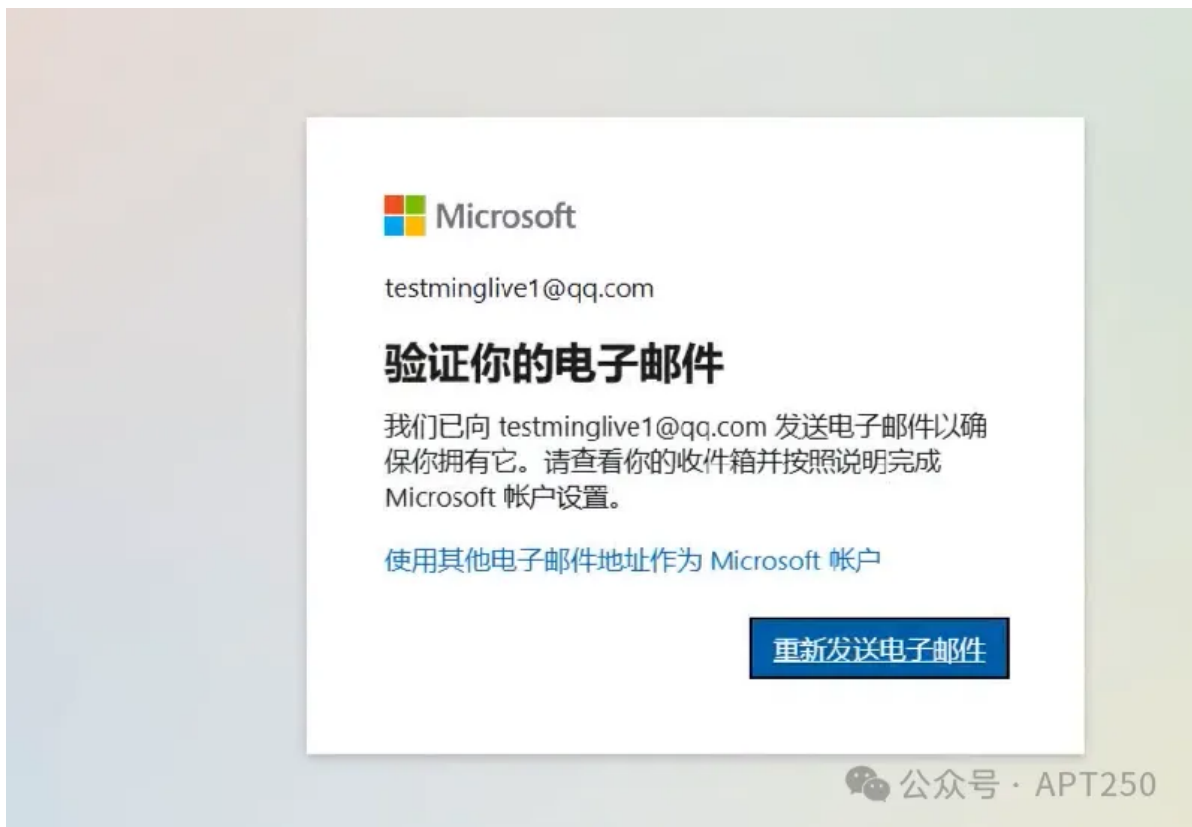 Microsoft
testminglive1@qq.com
验证你的电子邮件
我们已向 testminglive1@qq.com 发送电子邮件以确
保你拥有它。请查看你的收件箱并按照说明完成
Microsoft 帐户设置。
使用其他电子邮件地址作为 Microsoft 帐户
重新发送电子邮件
公众号 · APT250